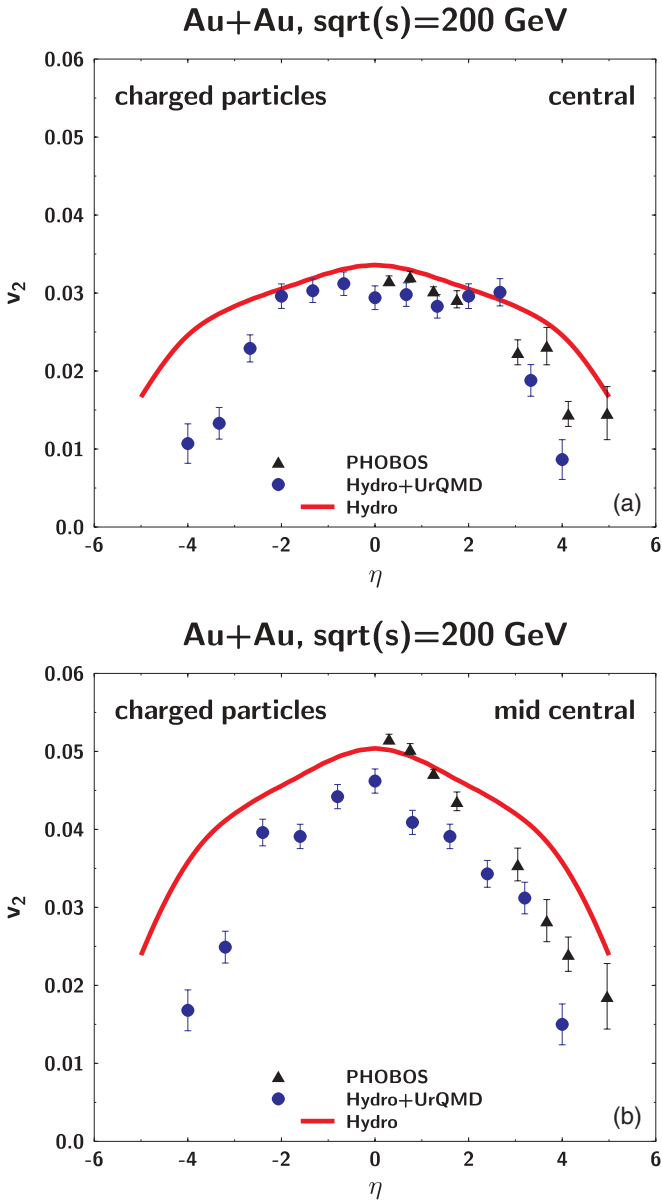 Au+Au, sqrt(s)=200 GeV
0.06
charged particles central
0.05
0.04
v2
0.03
0.02
0.01
PHOBOS
Hydro+UrQMD
Hydro
(a)
0.0
-6 -4 -2 0 2 4 6
η
Au+Au, sqrt(s)=200 GeV
0.06
charged particles mid central
0.05
0.04
v2
0.03
0.02
0.01
PHOBOS
Hydro+UrQMD
Hydro
(b)
0.0
-6 -4 -2 0 2 4 6
η